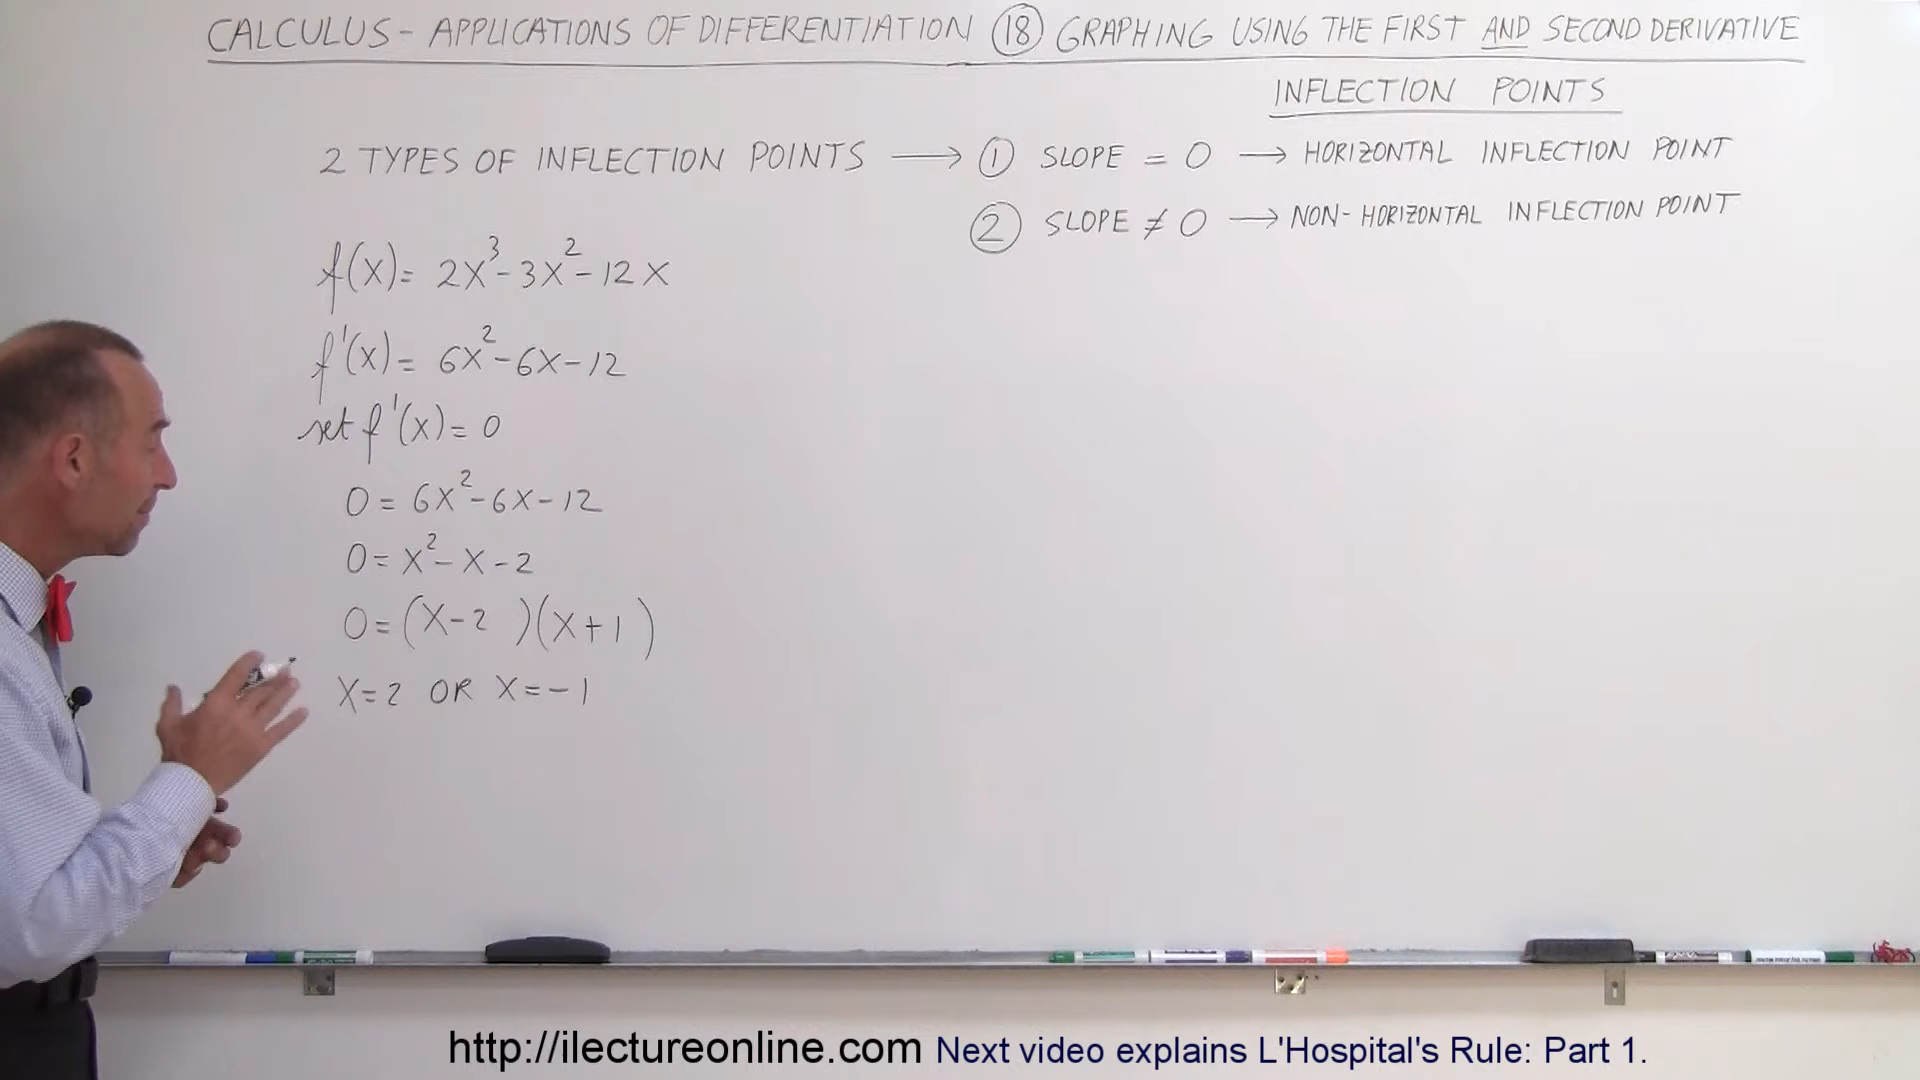 CALCULUS - APPLICATIONS OF DIFFERENTIATION ⑱ GRAPHING USING THE FIRST AND SECOND DERIVATIVE
INFLECTION POINTS
2 TYPES OF INFLECTION POINTS → ① SLOPE = 0 → HORIZONTAL INFLECTION POINT
② SLOPE ≠ 0 → NON-HORIZONTAL INFLECTION POINT
f(x) = 2x³ - 3x² - 12x
f'(x) = 6x² - 6x - 12
set f'(x) = 0
0 = 6x² - 6x - 12
0 = x² - x - 2
0 = (x - 2 )(x + 1 )
x = 2 OR x = -1
http://ilectureonline.com Next video explains L'Hospital's Rule: Part 1.